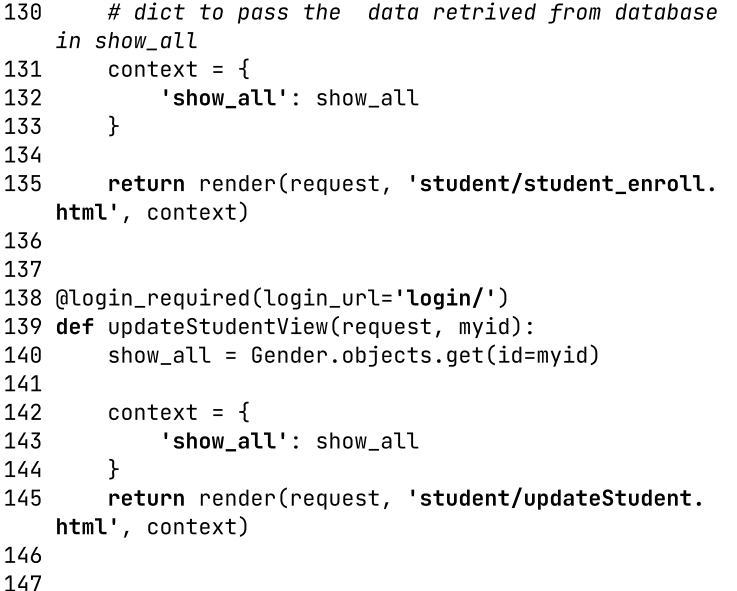 130     # dict to pass the  data retrived from database
    in show_all
131     context = {
132         'show_all': show_all
133     }
134
135     return render(request, 'student/student_enroll.
    html', context)
136
137
138 @login_required(login_url='login/')
139 def updateStudentView(request, myid):
140     show_all = Gender.objects.get(id=myid)
141
142     context = {
143         'show_all': show_all
144     }
145     return render(request, 'student/updateStudent.
    html', context)
146
147